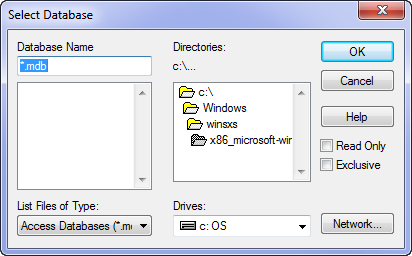 Select Database
Database Name
*.mdb
Directories:
c:\...
OK
Cancel
c:\
Windows
winsxs
x86_microsoft-wir
Help
Read Only
Exclusive
List Files of Type:
Access Databases (*.m
Drives:
c: OS
Network...